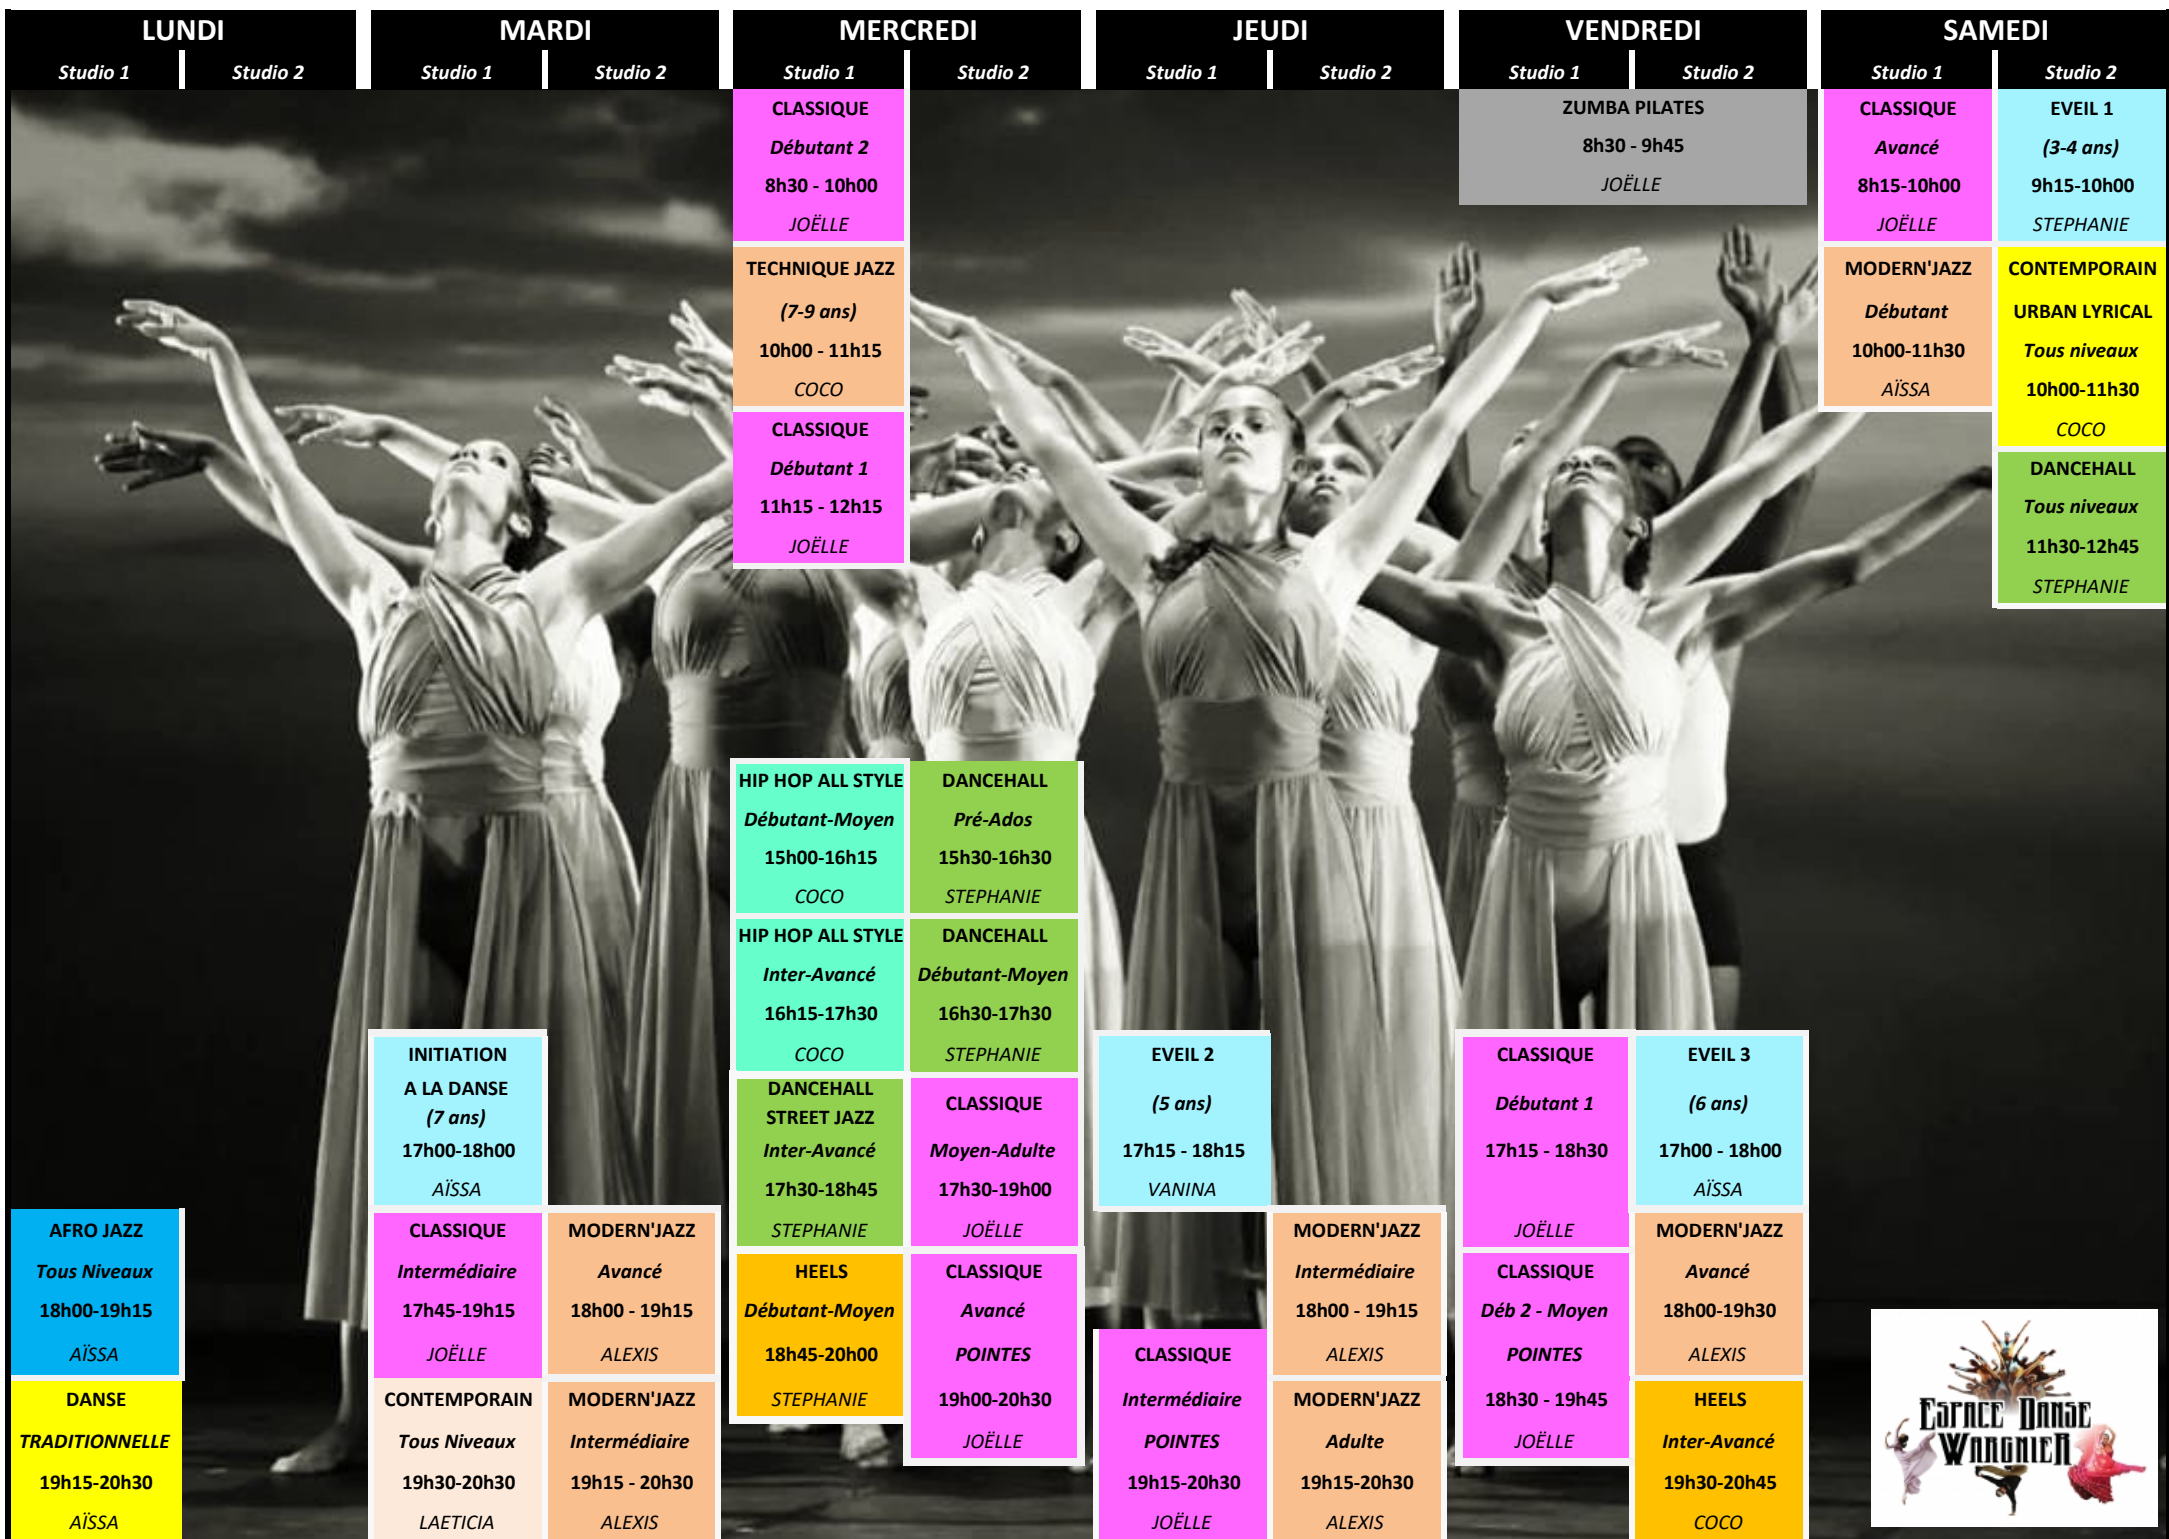 LUNDI
Studio 1
Studio 2
AFRO JAZZ
Tous Niveaux
18h00-19h15
AÏSSA
DANSE
TRADITIONNELLE
19h15-20h30
AÏSSA
MARDI
Studio 1
Studio 2
INITIATION
A LA DANSE
(7 ans)
17h00-18h00
AÏSSA
CLASSIQUE
Intermédiaire
17h45-19h15
JOËLLE
CONTEMPORAIN
Tous Niveaux
19h30-20h30
LAETICIA
MODERN'JAZZ
Avancé
18h00 - 19h15
ALEXIS
MODERN'JAZZ
Intermédiaire
19h15 - 20h30
ALEXIS
MERCREDI
Studio 1
Studio 2
CLASSIQUE
Débutant 2
8h30 - 10h00
JOËLLE
TECHNIQUE JAZZ
(7-9 ans)
10h00 - 11h15
COCO
CLASSIQUE
Débutant 1
11h15 - 12h15
JOËLLE
HIP HOP ALL STYLE
Débutant-Moyen
15h00-16h15
COCO
HIP HOP ALL STYLE
Inter-Avancé
16h15-17h30
COCO
DANCEHALL
STREET JAZZ
Inter-Avancé
17h30-18h45
STEPHANIE
HEELS
Débutant-Moyen
18h45-20h00
STEPHANIE
DANCEHALL
Pré-Ados
15h30-16h30
STEPHANIE
DANCEHALL
Débutant-Moyen
16h30-17h30
STEPHANIE
CLASSIQUE
Moyen-Adulte
17h30-19h00
JOËLLE
CLASSIQUE
Avancé
POINTES
19h00-20h30
JOËLLE
JEUDI
Studio 1
Studio 2
EVEIL 2
(5 ans)
17h15 - 18h15
VANINA
CLASSIQUE
Intermédiaire
POINTES
19h15-20h30
JOËLLE
MODERN'JAZZ
Intermédiaire
18h00 - 19h15
ALEXIS
MODERN'JAZZ
Adulte
19h15-20h30
ALEXIS
VENDREDI
Studio 1
Studio 2
ZUMBA PILATES
8h30 - 9h45
JOËLLE
CLASSIQUE
Débutant 1
17h15 - 18h30
JOËLLE
CLASSIQUE
Déb 2 - Moyen
POINTES
18h30 - 19h45
JOËLLE
EVEIL 3
(6 ans)
17h00 - 18h00
AÏSSA
MODERN'JAZZ
Avancé
18h00-19h30
ALEXIS
HEELS
Inter-Avancé
19h30-20h45
COCO
SAMEDI
Studio 1
Studio 2
CLASSIQUE
Avancé
8h15-10h00
JOËLLE
MODERN'JAZZ
Débutant
10h00-11h30
AÏSSA
EVEIL 1
(3-4 ans)
9h15-10h00
STEPHANIE
CONTEMPORAIN
URBAN LYRICAL
Tous niveaux
10h00-11h30
COCO
DANCEHALL
Tous niveaux
11h30-12h45
STEPHANIE
ESPACE DANSE
WARGNIER